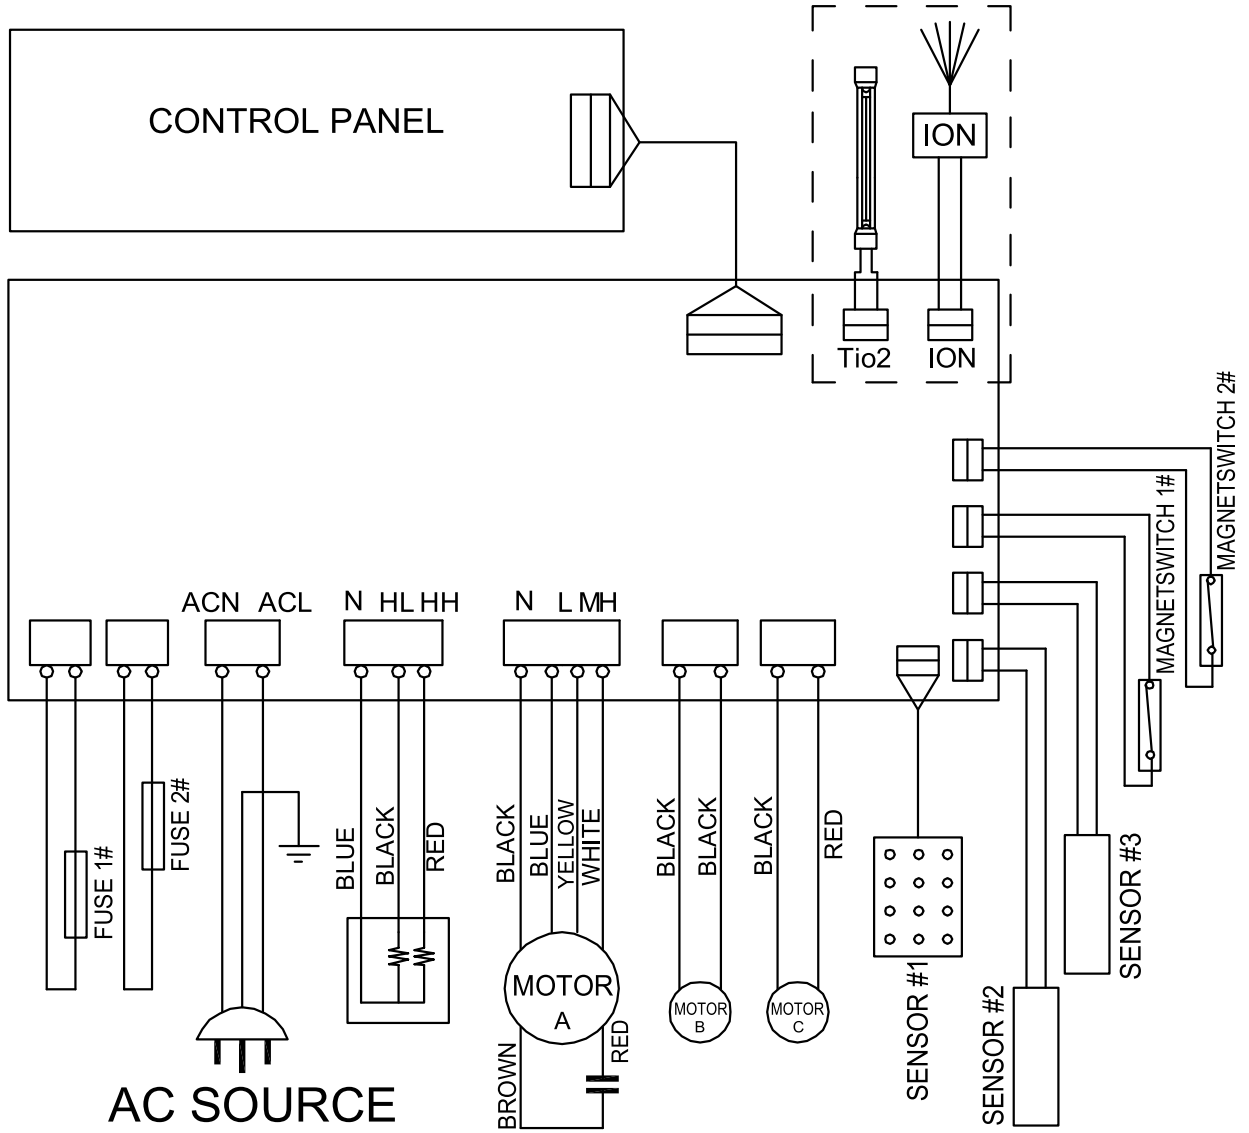 CONTROL PANEL
ION
Tio2
ION
MAGNETSWITCH 2#
MAGNETSWITCH 1#
ACN
ACL
N
HL
HH
N
L
M
H
FUSE 1#
FUSE 2#
BLUE
BLACK
RED
BLACK
BLUE
YELLOW
WHITE
BLACK
BLACK
BLACK
RED
MOTOR
A
MOTOR
B
MOTOR
C
BROWN
RED
SENSOR #1
SENSOR #2
SENSOR #3
AC SOURCE